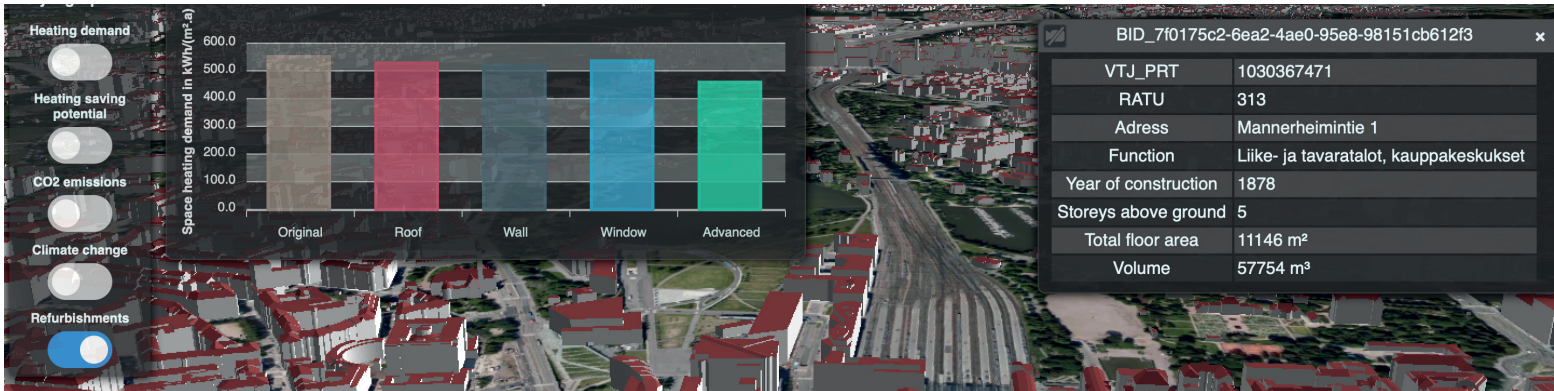 Heating demand
Heating saving
potential
CO2 emissions
Climate change
Refurbishments
Space heating demand in kWh/(m².a)
600.0
500.0
400.0
300.0
200.0
100.0
0.0
Original Roof Wall Window Advanced
BID_7f0175c2-6ea2-4ae0-95e8-98151cb612f3 ×
VTJ_PRT 1030367471
RATU 313
Adress Mannerheimintie 1
Function Liike- ja tavaratalot, kauppakeskukset
Year of construction 1878
Storeys above ground 5
Total floor area 11146 m²
Volume 57754 m³